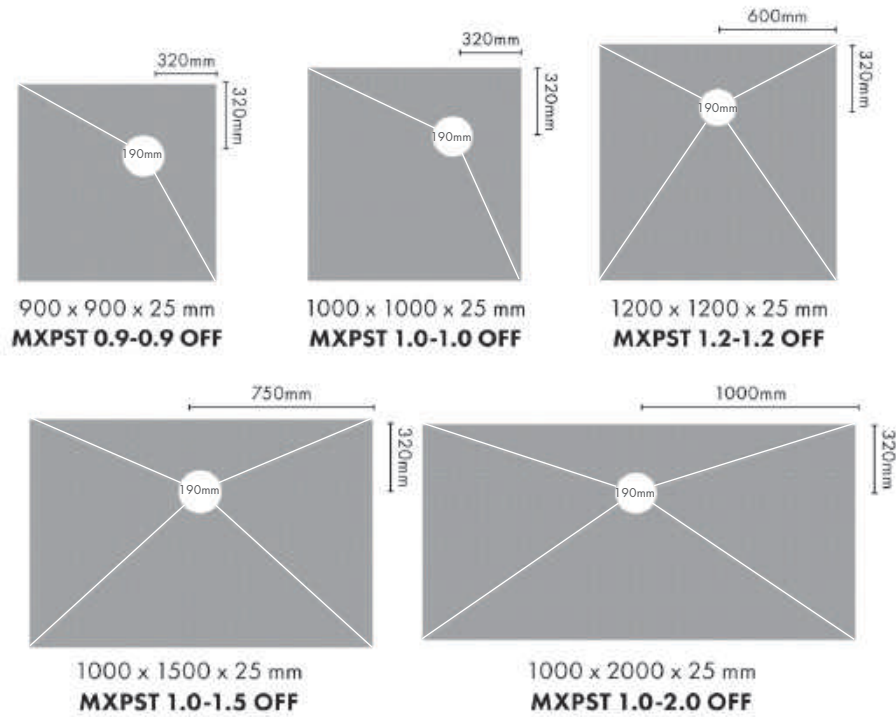 320mm
320mm
190mm
900 x 900 x 25 mm
MXPST 0.9-0.9 OFF
320mm
320mm
190mm
1000 x 1000 x 25 mm
MXPST 1.0-1.0 OFF
600mm
320mm
190mm
1200 x 1200 x 25 mm
MXPST 1.2-1.2 OFF
750mm
320mm
190mm
1000 x 1500 x 25 mm
MXPST 1.0-1.5 OFF
1000mm
320mm
190mm
1000 x 2000 x 25 mm
MXPST 1.0-2.0 OFF